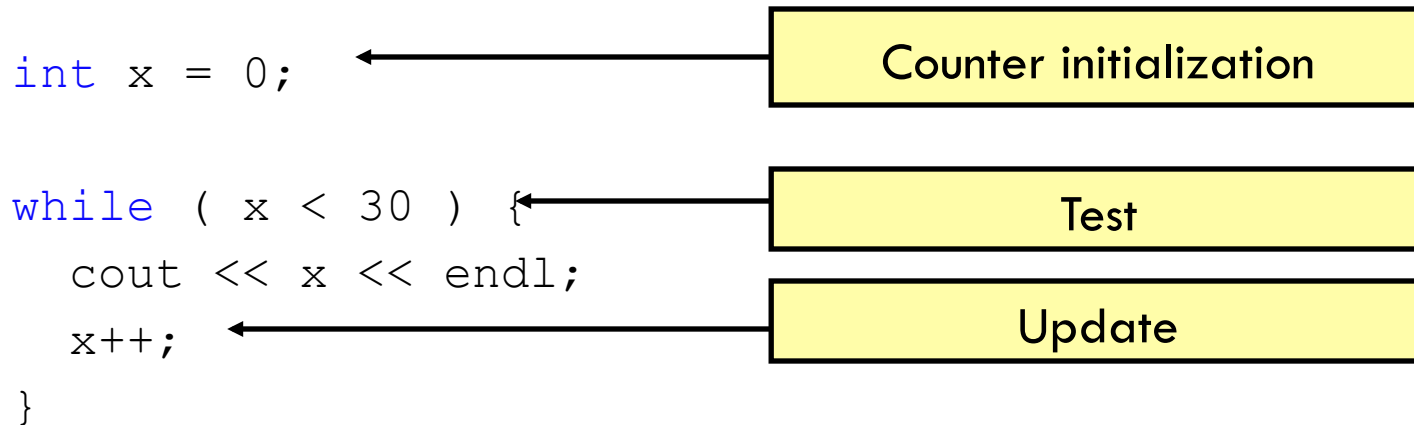 int x = 0;
Counter initialization
while ( x < 30 ) {
Test
cout << x << endl;
x++;
Update
}